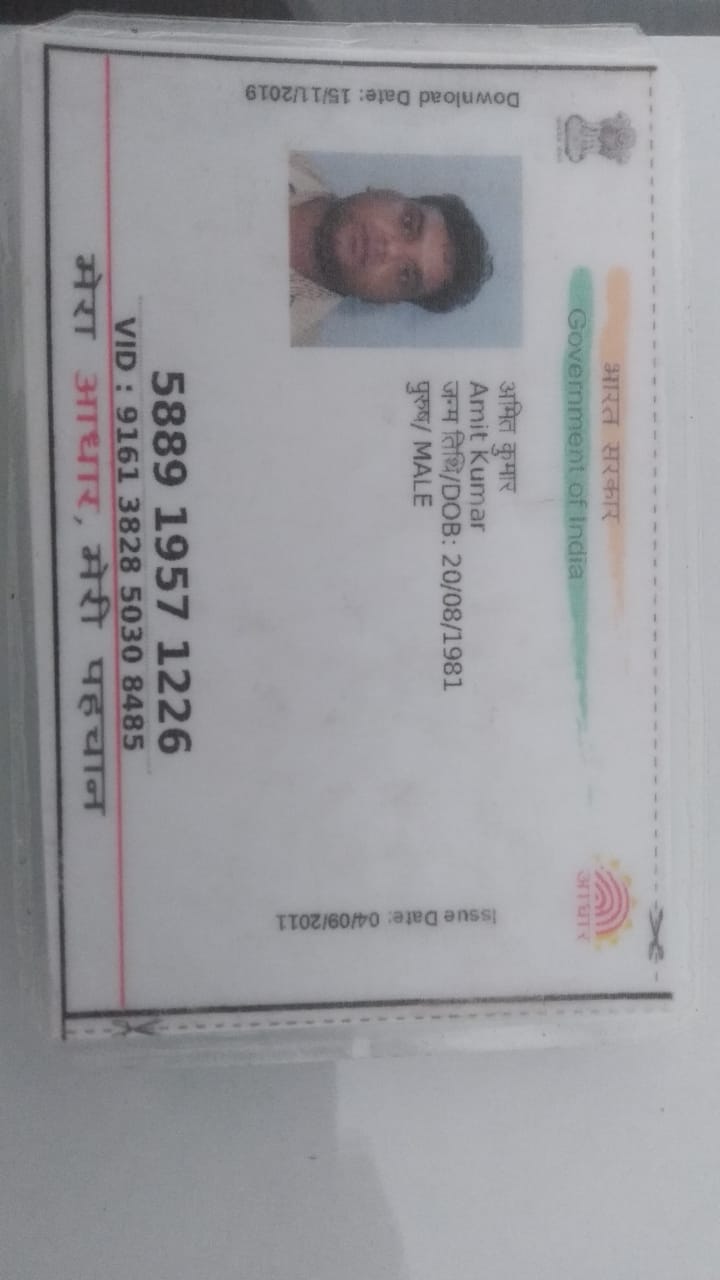 भारत सरकार
Government of India
Download Date: 15/11/2019
अमित कुमार
Amit Kumar
जन्म तिथि/DOB: 20/08/1981
पुरुष/ MALE
Issue Date: 04/09/2011
आधार
5889 1957 1226
VID : 9161 3828 5030 8485
मेरा आधार, मेरी पहचान